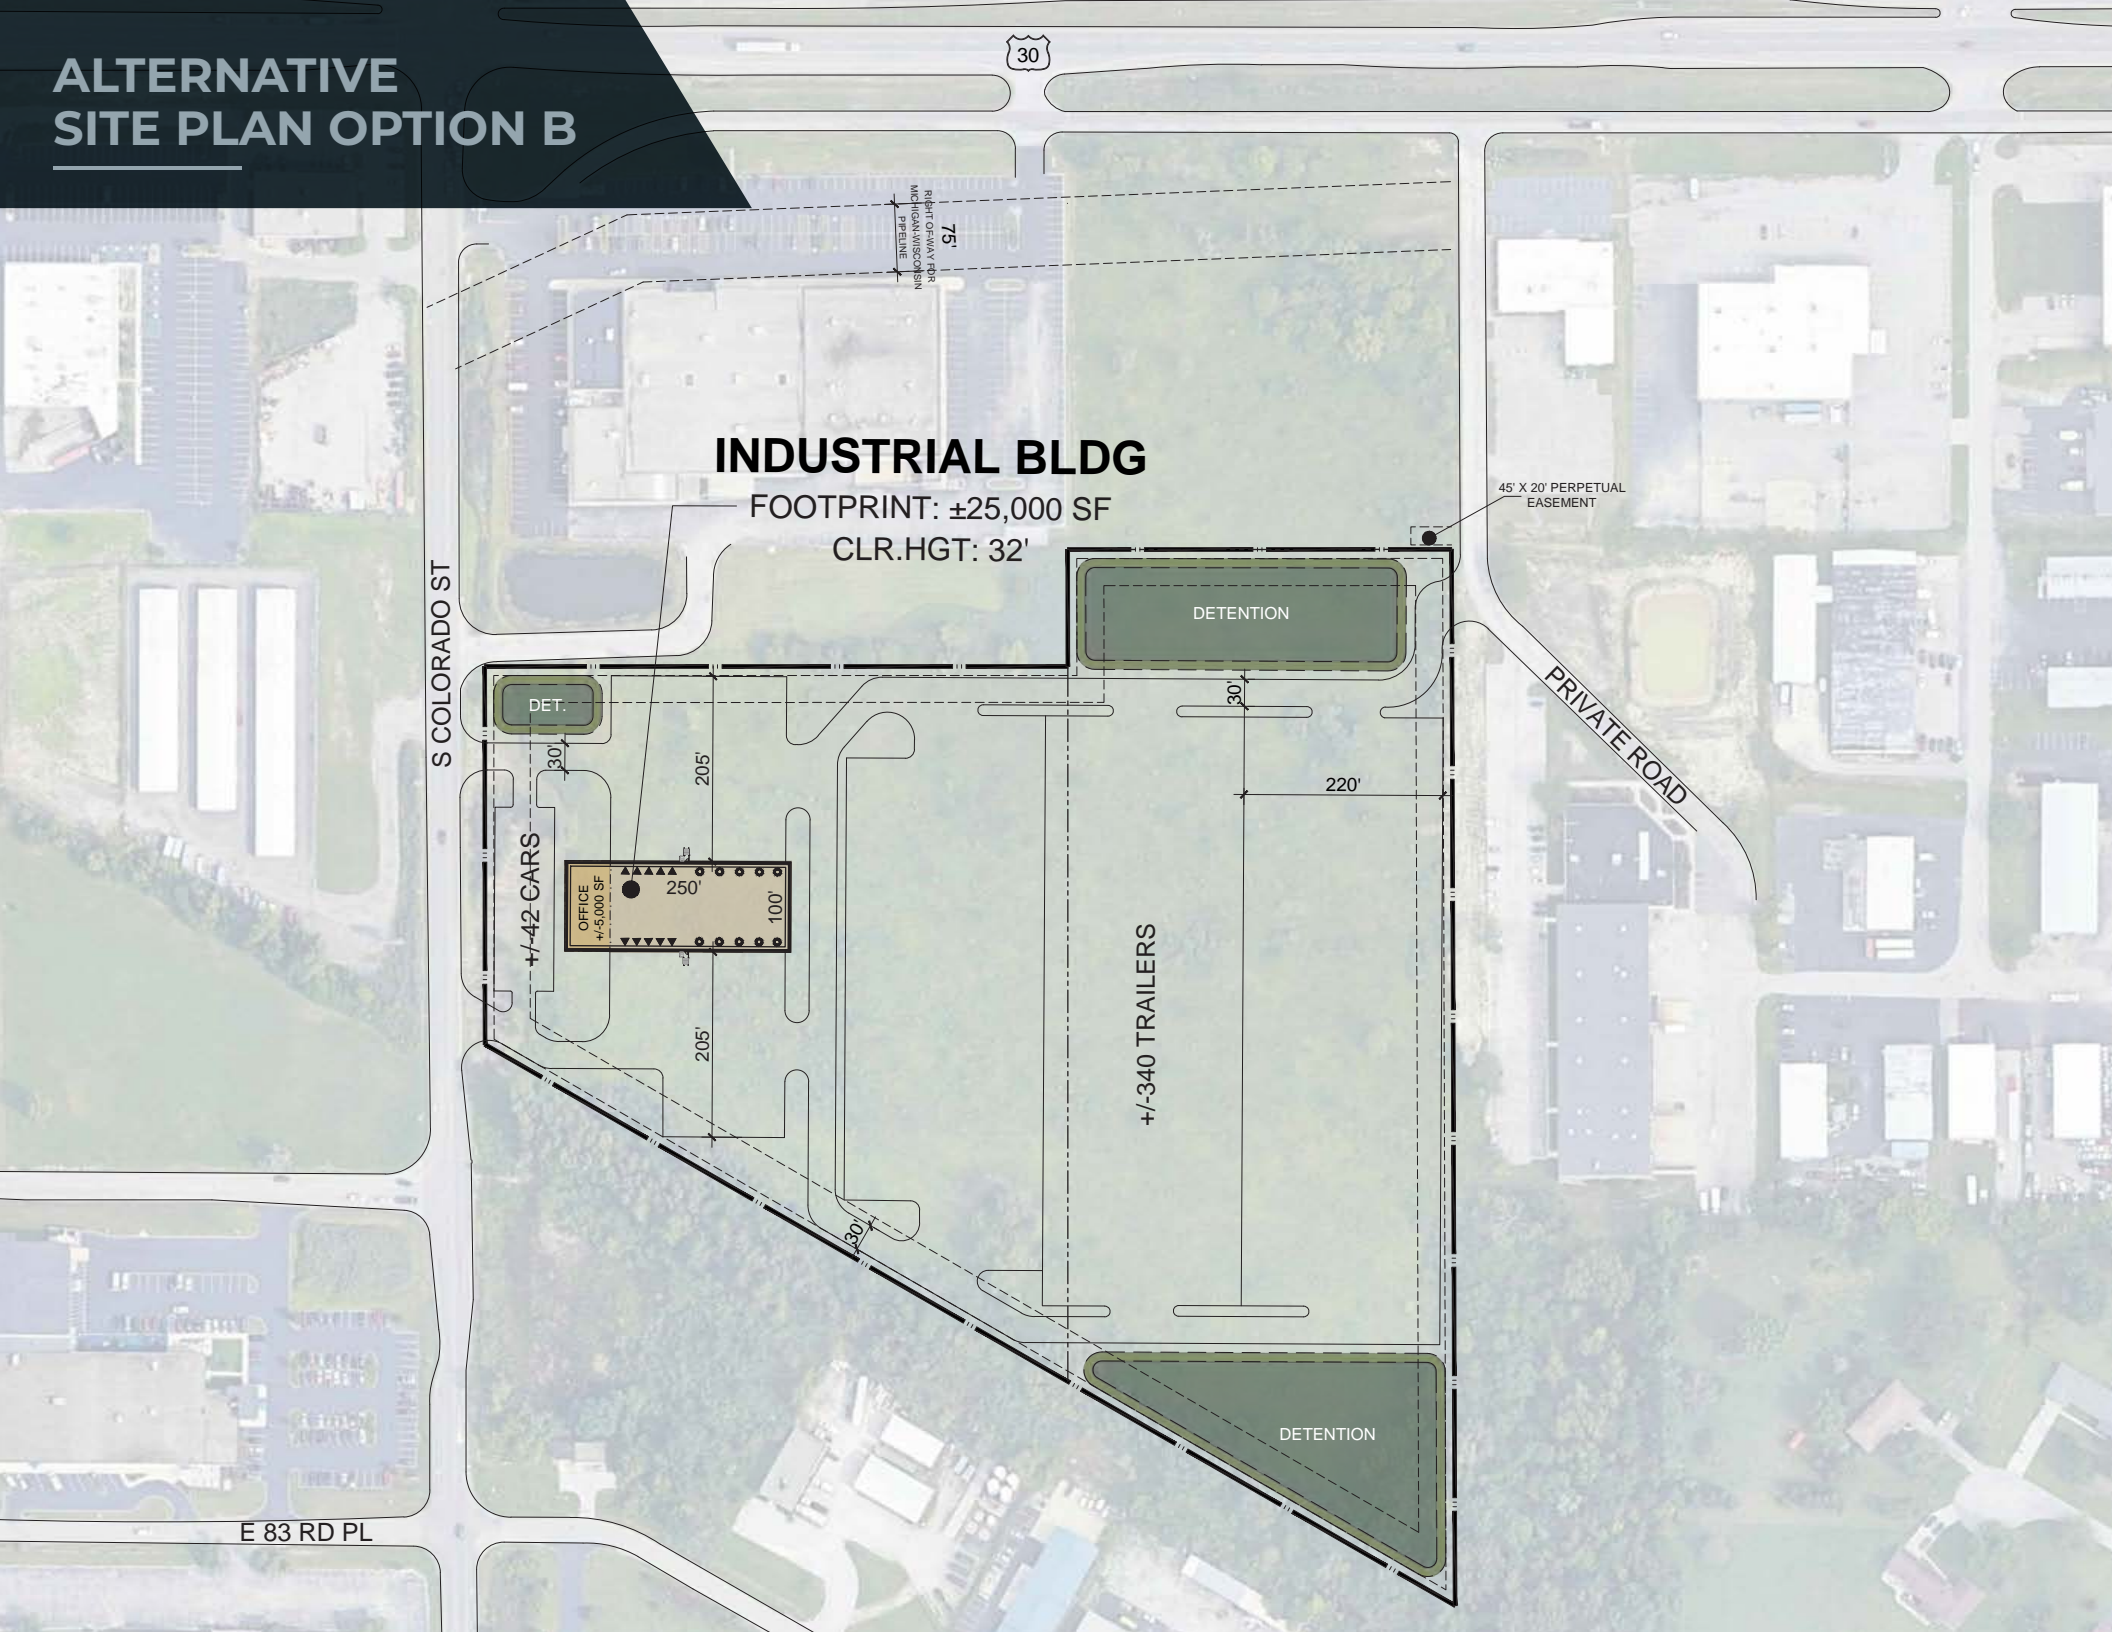 ALTERNATIVE
SITE PLAN OPTION B
30
75'
RIGHT OF-WAY FOR
MICHIGAN-WISCONSIN
PIPELINE
INDUSTRIAL BLDG
FOOTPRINT: ±25,000 SF
CLR.HGT: 32'
45' X 20' PERPETUAL
EASEMENT
S COLORADO ST
DETENTION
DET.
30'
30'
205'
220'
PRIVATE ROAD
+/-42 CARS
OFFICE
+/-5,000 SF
250'
100'
+/-340 TRAILERS
205'
30'
DETENTION
E 83 RD PL